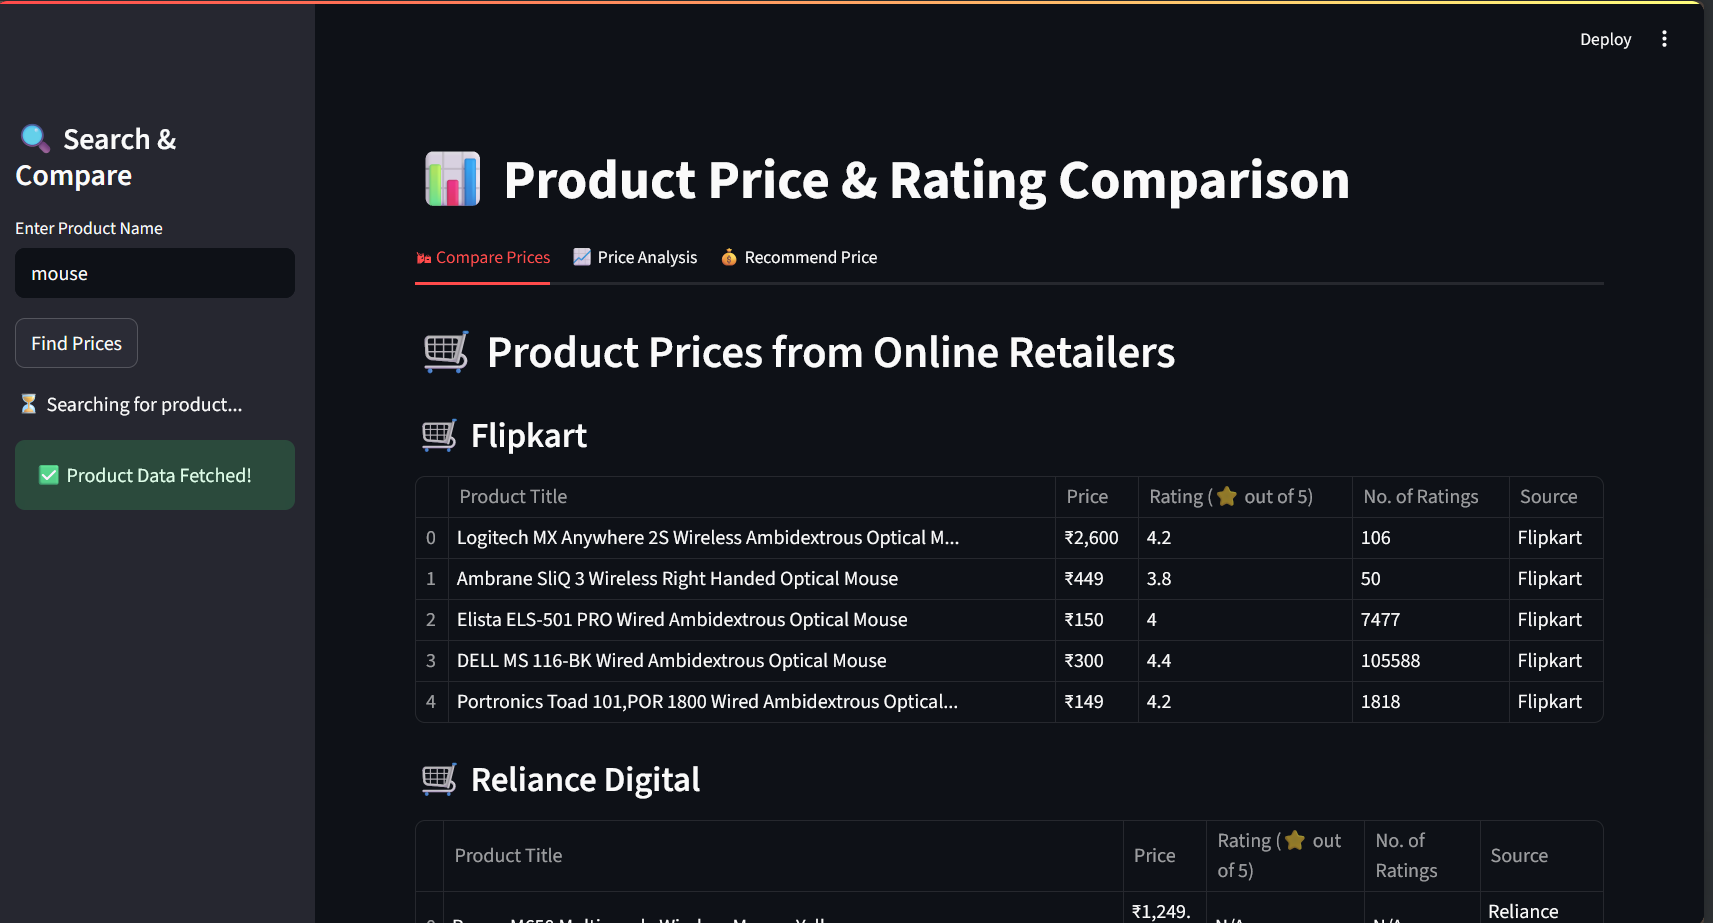 Deploy
Search &
Compare
Enter Product Name
mouse
Find Prices
Searching for product...
Product Data Fetched!
Product Price & Rating Comparison
Compare Prices Price Analysis Recommend Price
Product Prices from Online Retailers
Flipkart
Product Title Price Rating (⭐ out of 5) No. of Ratings Source
0 Logitech MX Anywhere 2S Wireless Ambidextrous Optical M... ₹2,600 4.2 106 Flipkart
1 Ambrane SliQ 3 Wireless Right Handed Optical Mouse ₹449 3.8 50 Flipkart
2 Elista ELS-501 PRO Wired Ambidextrous Optical Mouse ₹150 4 7477 Flipkart
3 DELL MS 116-BK Wired Ambidextrous Optical Mouse ₹300 4.4 105588 Flipkart
4 Portronics Toad 101,POR 1800 Wired Ambidextrous Optical... ₹149 4.2 1818 Flipkart
Reliance Digital
Product Title Price Rating (⭐ out of 5) No. of Ratings Source
₹1,249. Reliance